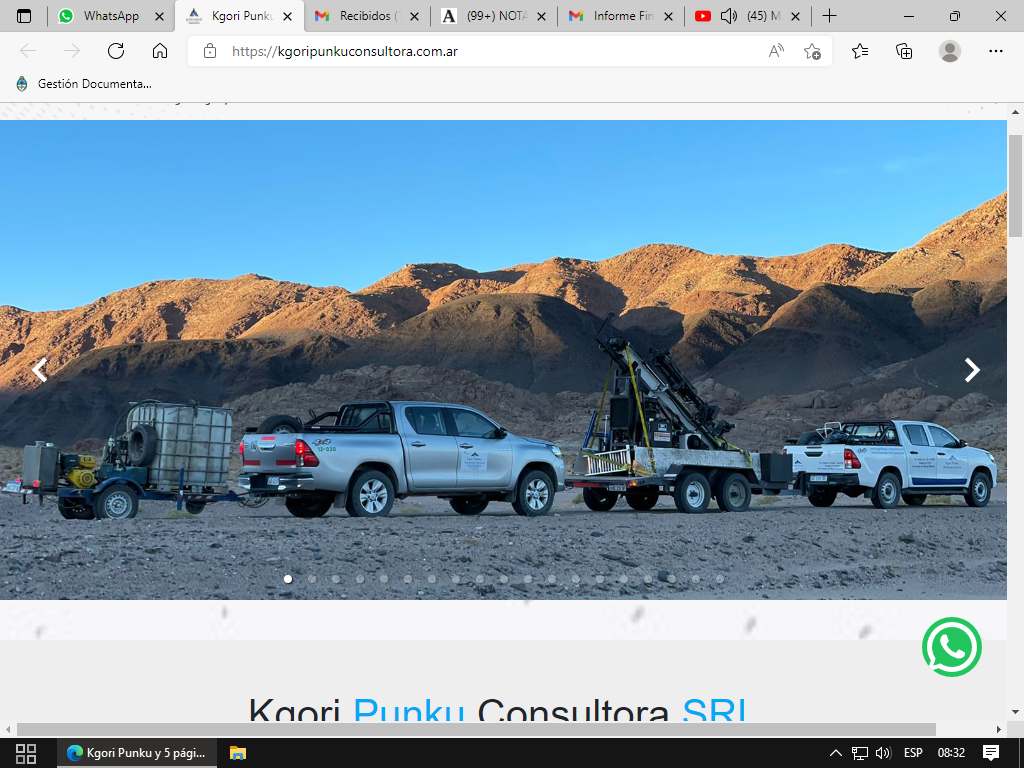 WhatsApp
Kgori Punku
Recibidos (
(99+) NOTA
Informe Fin
(45) M
https://kgoripunkuconsultora.com.ar
Gestión Documenta...
Kgori Punku Consultora SRL
Kgori Punku y 5 pági...
ESP
08:32